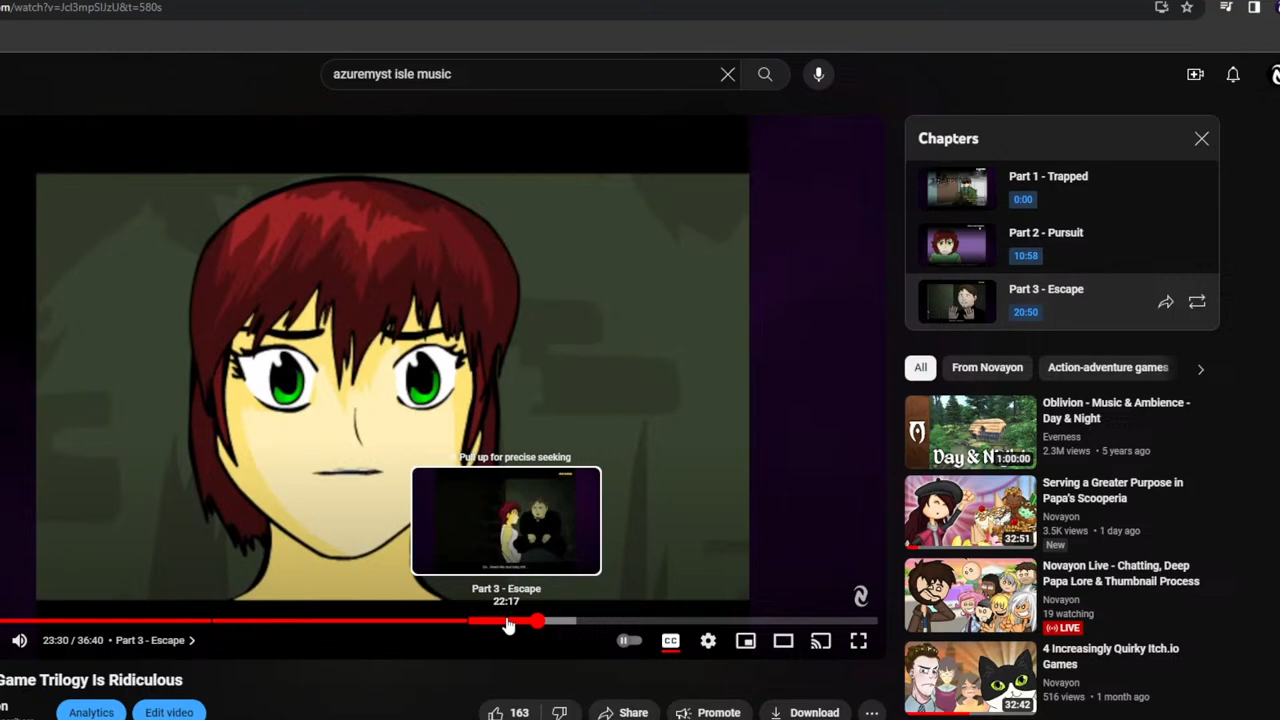 om/watch?v=JcI3mpSIJzU&t=580s
azuremyst isle music
Chapters
Part 1 - Trapped
0:00
Part 2 - Pursuit
10:58
Part 3 - Escape
20:50
All
From Novayon
Action-adventure games
Oblivion - Music & Ambience -
Day & Night
Everness
2.3M views • 5 years ago
Day & Nigh
1:00:00
Serving a Greater Purpose in
Papa's Scooperia
Novayon
3.5K views • 1 day ago
New
32:51
Novayon Live - Chatting, Deep
Papa Lore & Thumbnail Process
Novayon
19 watching
LIVE
4 Increasingly Quirky Itch.io
Games
Novayon
516 views • 1 month ago
32:42
Pull up for precise seeking
Part 3 - Escape
22:17
23:30 / 36:40 • Part 3 - Escape
CC
Game Trilogy Is Ridiculous
on
Analytics
Edit video
163
Share
Promote
Download